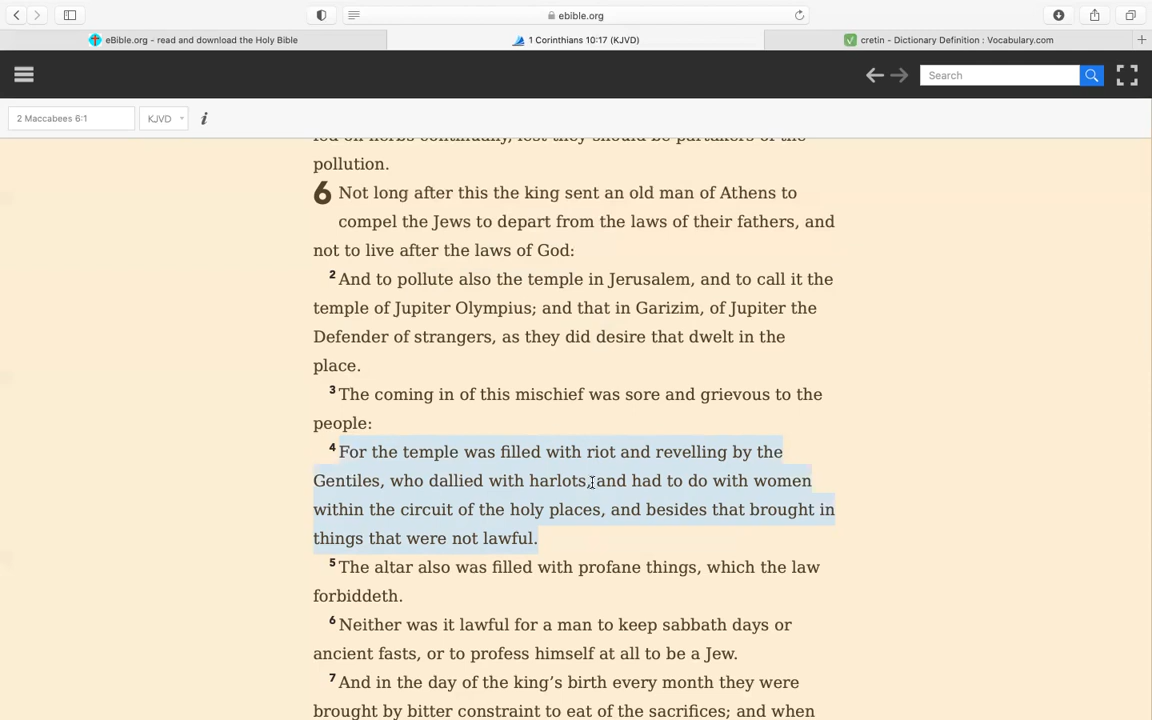 ebible.org
eBible.org - read and download the Holy Bible
1 Corinthians 10:17 (KJVD)
cretin - Dictionary Definition : Vocabulary.com
Search
2 Maccabees 6:1
KJVD
i
fed on herbs continually, lest they should be partakers of the
pollution.
6 Not long after this the king sent an old man of Athens to
compel the Jews to depart from the laws of their fathers, and
not to live after the laws of God:
2 And to pollute also the temple in Jerusalem, and to call it the
temple of Jupiter Olympius; and that in Garizim, of Jupiter the
Defender of strangers, as they did desire that dwelt in the
place.
3 The coming in of this mischief was sore and grievous to the
people:
4 For the temple was filled with riot and revelling by the
Gentiles, who dallied with harlots, and had to do with women
within the circuit of the holy places, and besides that brought in
things that were not lawful.
5 The altar also was filled with profane things, which the law
forbiddeth.
6 Neither was it lawful for a man to keep sabbath days or
ancient fasts, or to profess himself at all to be a Jew.
7 And in the day of the king’s birth every month they were
brought by bitter constraint to eat of the sacrifices; and when